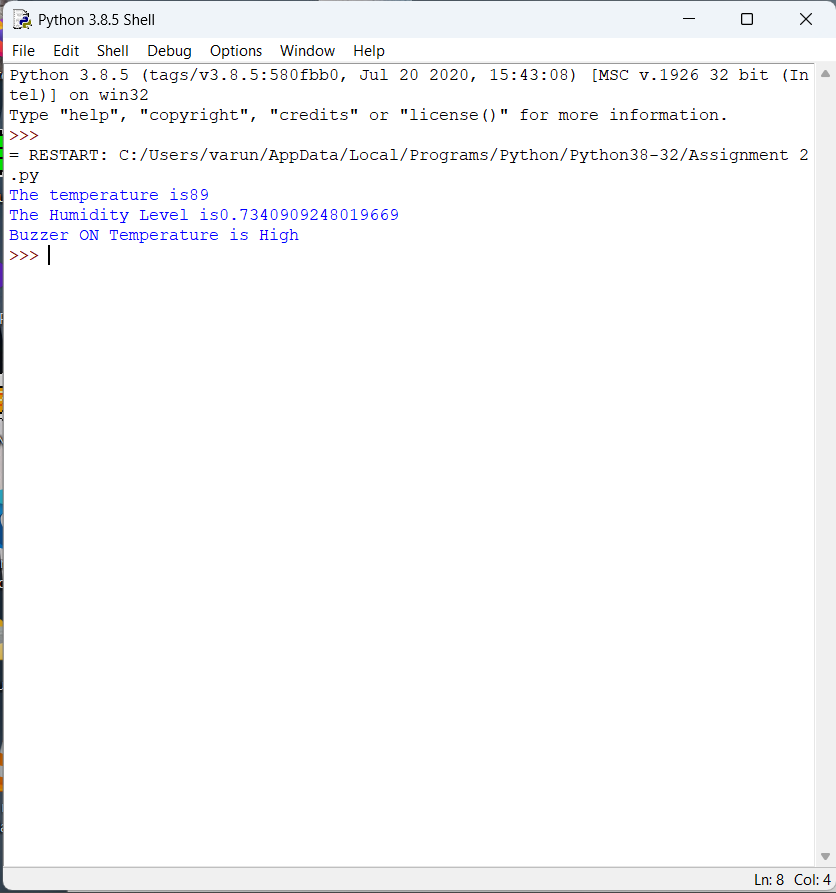 Python 3.8.5 Shell
File Edit Shell Debug Options Window Help
Python 3.8.5 (tags/v3.8.5:580fbb0, Jul 20 2020, 15:43:08) [MSC v.1926 32 bit (In
tel)] on win32
Type "help", "copyright", "credits" or "license()" for more information.
>>>
= RESTART: C:/Users/varun/AppData/Local/Programs/Python/Python38-32/Assignment 2
.py
The temperature is89
The Humidity Level is0.7340909248019669
Buzzer ON Temperature is High
>>>
Ln: 8 Col: 4